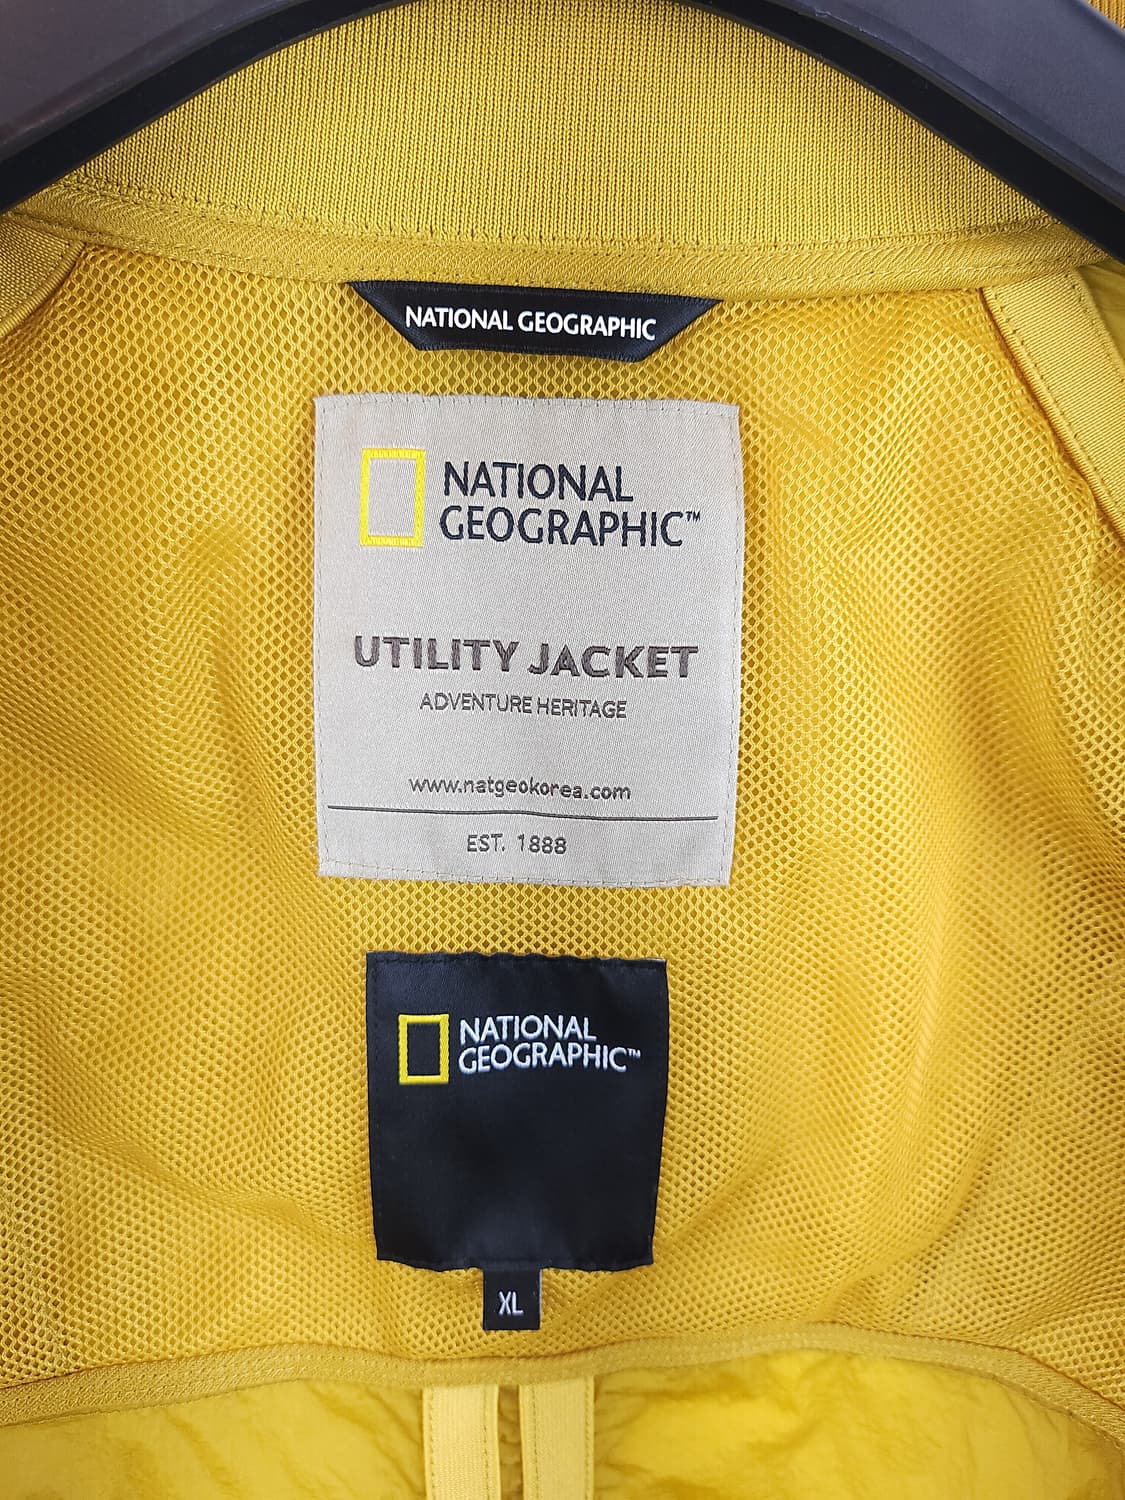 NATIONAL GEOGRAPHIC
NATIONAL
GEOGRAPHIC™
UTILITY JACKET
ADVENTURE HERITAGE
www.natgeokorea.com
EST. 1888
NATIONAL
GEOGRAPHIC™
XL